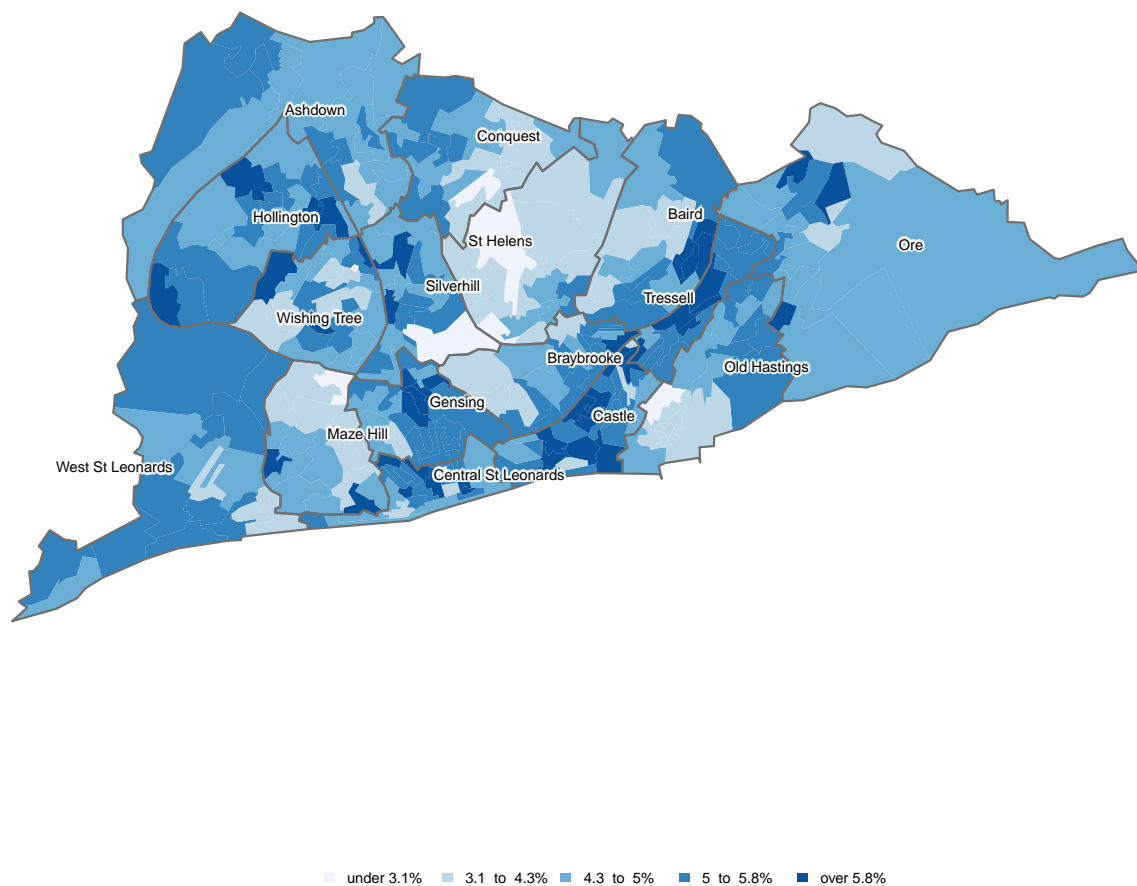 Ashdown
Conquest
Hollington
Baird
St Helens
Ore
Silverhill
Tressell
Wishing Tree
Braybrooke
Old Hastings
Gensing
Castle
Maze Hill
West St Leonards
Central St Leonards
under 3.1% 3.1 to 4.3% 4.3 to 5% 5 to 5.8% over 5.8%